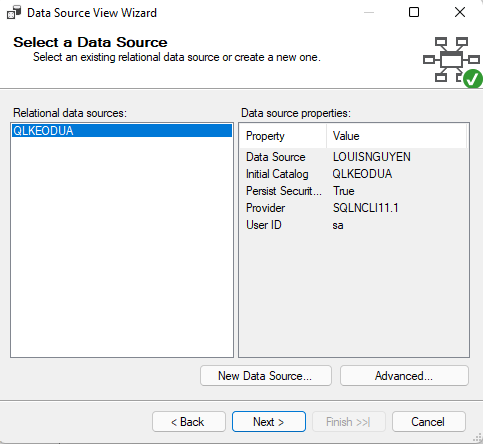 Data Source View Wizard
Select a Data Source
Select an existing relational data source or create a new one.
Relational data sources:
QLKEODUA
Data source properties:
Property Value
Data Source LOUISNGUYEN
Initial Catalog QLKEODUA
Persist Securit... True
Provider SQLNCLI11.1
User ID sa
New Data Source... Advanced...
< Back Next > Finish >>| Cancel